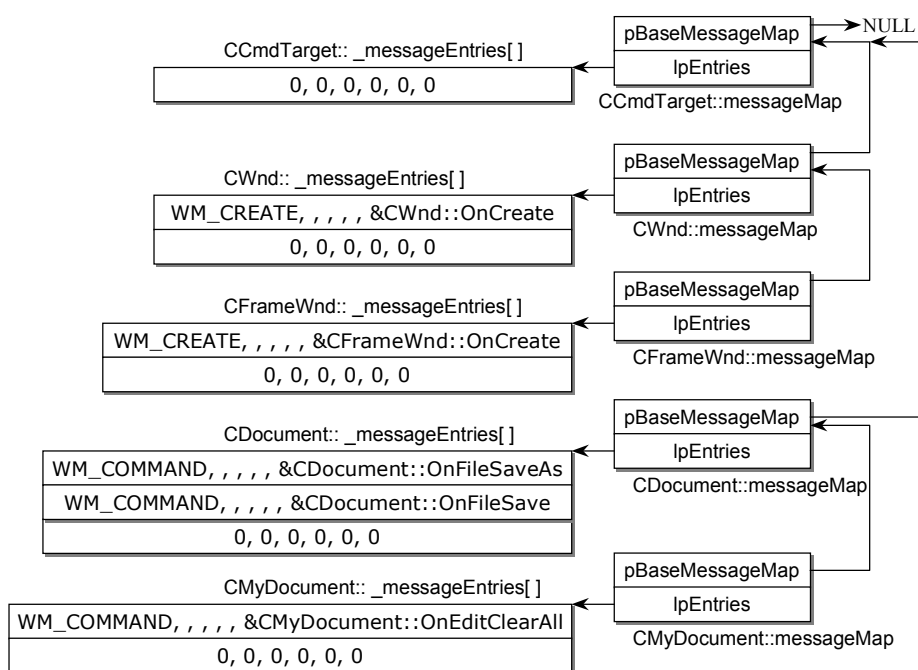 pBaseMessageMap
NULL
CCmdTarget:: _messageEntries[ ]
lpEntries
0, 0, 0, 0, 0, 0
CCmdTarget::messageMap
pBaseMessageMap
CWnd:: _messageEntries[ ]
lpEntries
WM_CREATE, , , , , &CWnd::OnCreate
CWnd::messageMap
0, 0, 0, 0, 0, 0
pBaseMessageMap
CFrameWnd:: _messageEntries[ ]
lpEntries
WM_CREATE, , , , , &CFrameWnd::OnCreate
CFrameWnd::messageMap
0, 0, 0, 0, 0, 0
pBaseMessageMap
CDocument:: _messageEntries[ ]
lpEntries
WM_COMMAND, , , , , &CDocument::OnFileSaveAs
CDocument::messageMap
WM_COMMAND, , , , , &CDocument::OnFileSave
0, 0, 0, 0, 0, 0
pBaseMessageMap
CMyDocument:: _messageEntries[ ]
lpEntries
WM_COMMAND, , , , , &CMyDocument::OnEditClearAll
CMyDocument::messageMap
0, 0, 0, 0, 0, 0